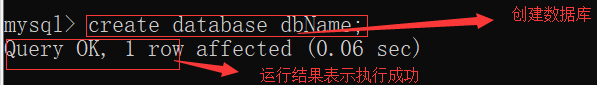 mysql> create database dbName;
创建数据库
Query OK, 1 row affected (0.06 sec)
运行结果表示执行成功